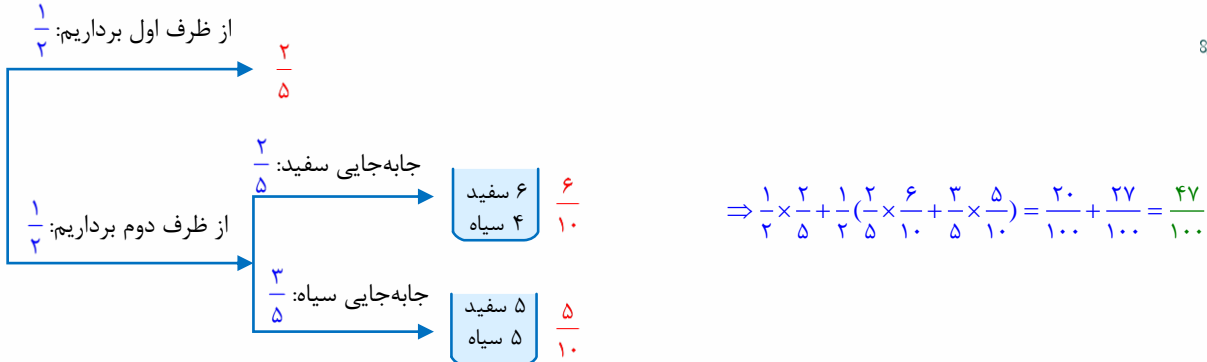 از ظرف اول برداریم: ۱/۲
۲/۵
جابه‌جایی سفید: ۲/۵
۶ سفید
۴ سیاه
۶/۱۰
از ظرف دوم برداریم: ۱/۲
جابه‌جایی سیاه: ۳/۵
۵ سفید
۵ سیاه
۵/۱۰
8
⇒ ۱/۲ × ۲/۵ + ۱/۲ (۲/۵ × ۶/۱۰ + ۳/۵ × ۵/۱۰) = ۲۰/۱۰۰ + ۲۷/۱۰۰ = ۴۷/۱۰۰